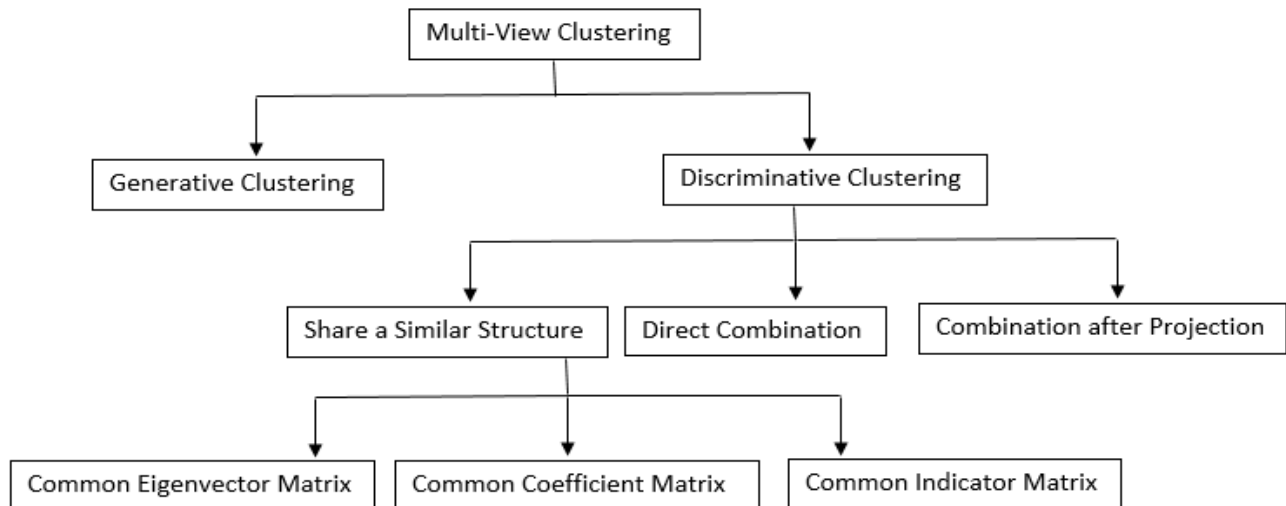 Multi-View Clustering
Generative Clustering
Discriminative Clustering
Share a Similar Structure
Direct Combination
Combination after Projection
Common Eigenvector Matrix
Common Coefficient Matrix
Common Indicator Matrix